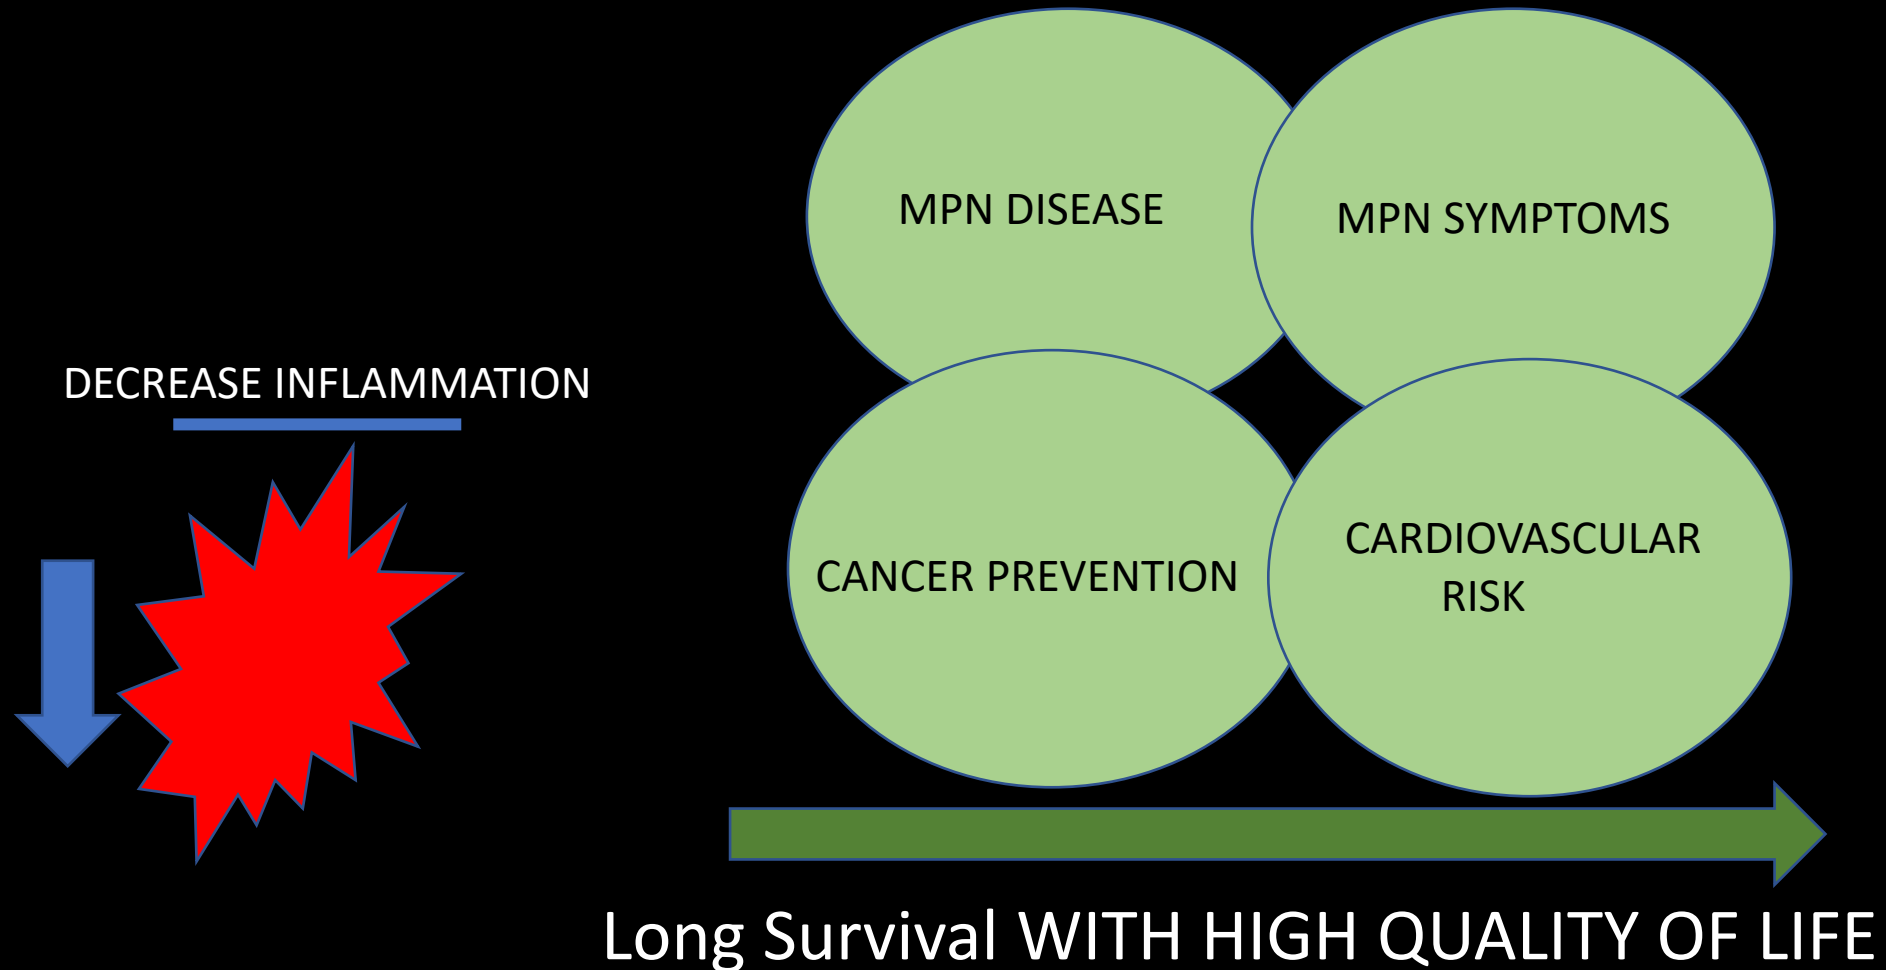 MPN DISEASE
MPN SYMPTOMS
DECREASE INFLAMMATION
CANCER PREVENTION
CARDIOVASCULAR
RISK
Long Survival WITH HIGH QUALITY OF LIFE